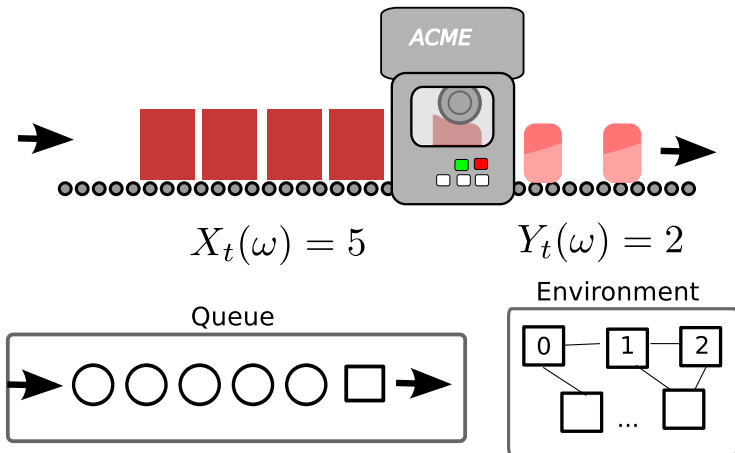 ACME
X_t(ω) = 5
Y_t(ω) = 2
Queue
Environment
0 1 2
...